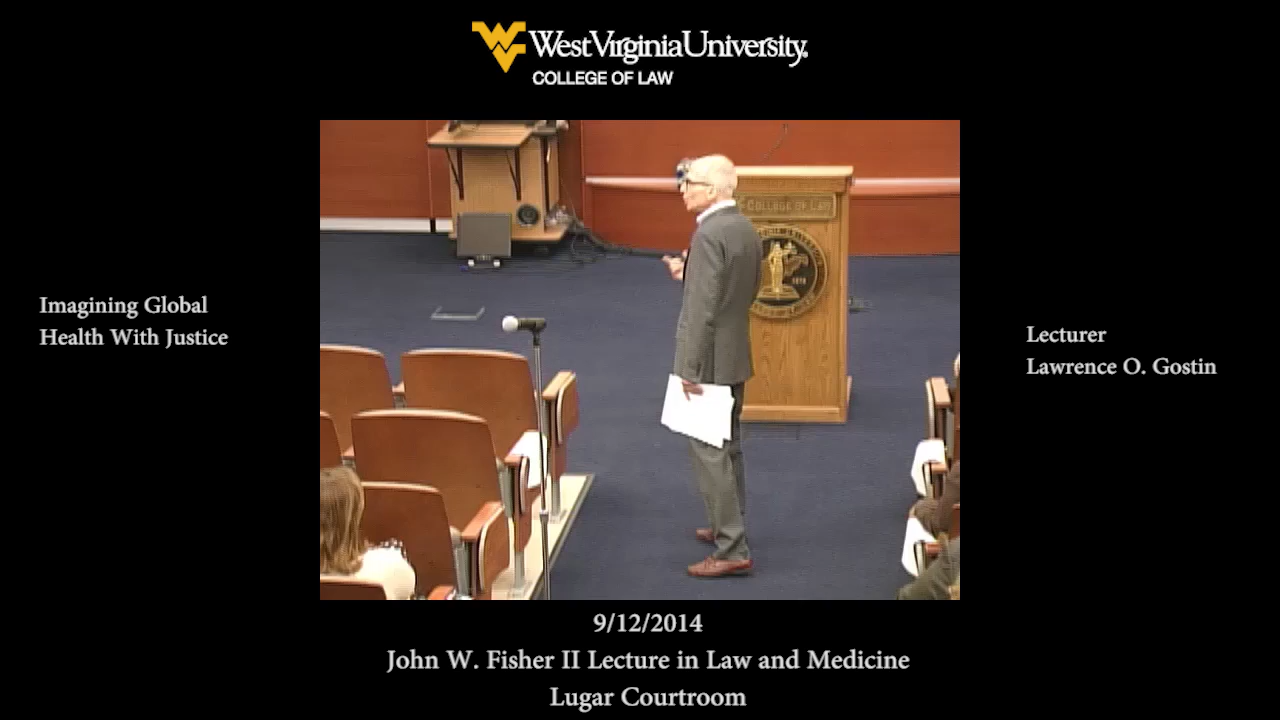 WestVirginiaUniversity.
COLLEGE OF LAW
COLLEGE OF LAW
1878
Imagining Global
Health With Justice
Lecturer
Lawrence O. Gostin
9/12/2014
John W. Fisher II Lecture in Law and Medicine
Lugar Courtroom